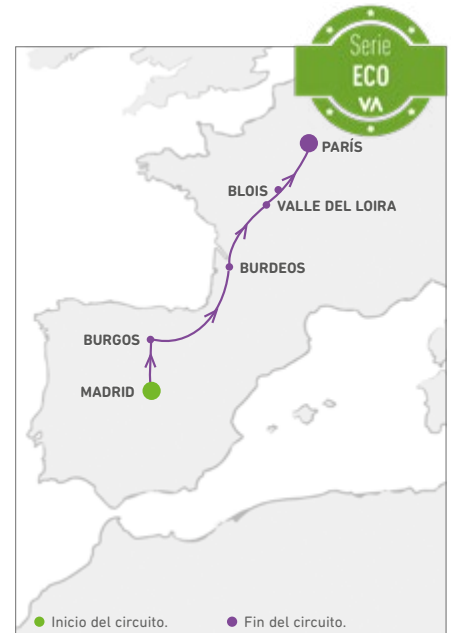 Serie
ECO
VA
PARÍS
BLOIS
VALLE DEL LOIRA
BURDEOS
BURGOS
MADRID
Inicio del circuito.
Fin del circuito.